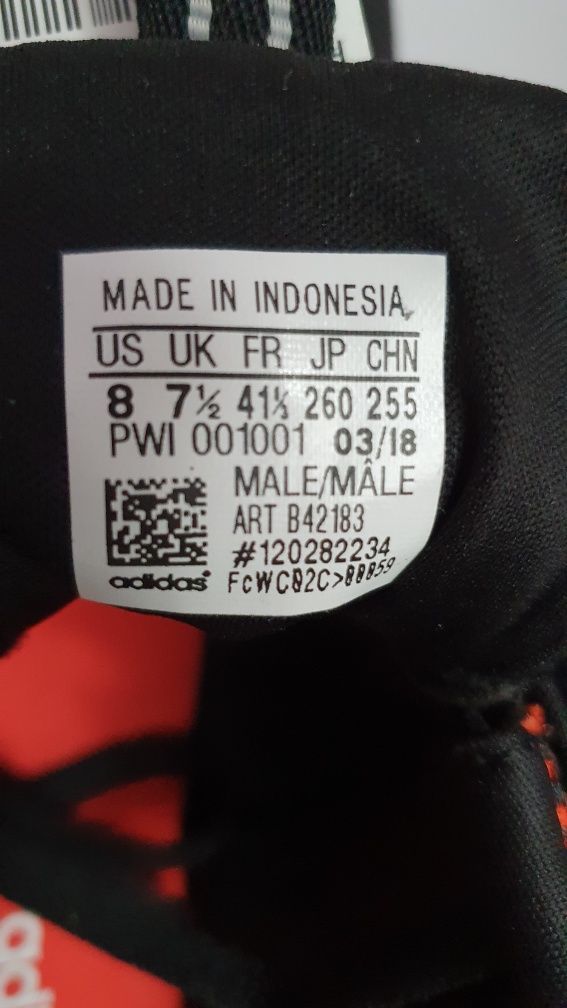 MADE IN INDONESIA
US UK FR JP CHN
8 7½ 41⅓ 260 255
PWI 001001 03/18
MALE/MÂLE
ART B42183
#120282234
adidas FcWC02C>00059
adi